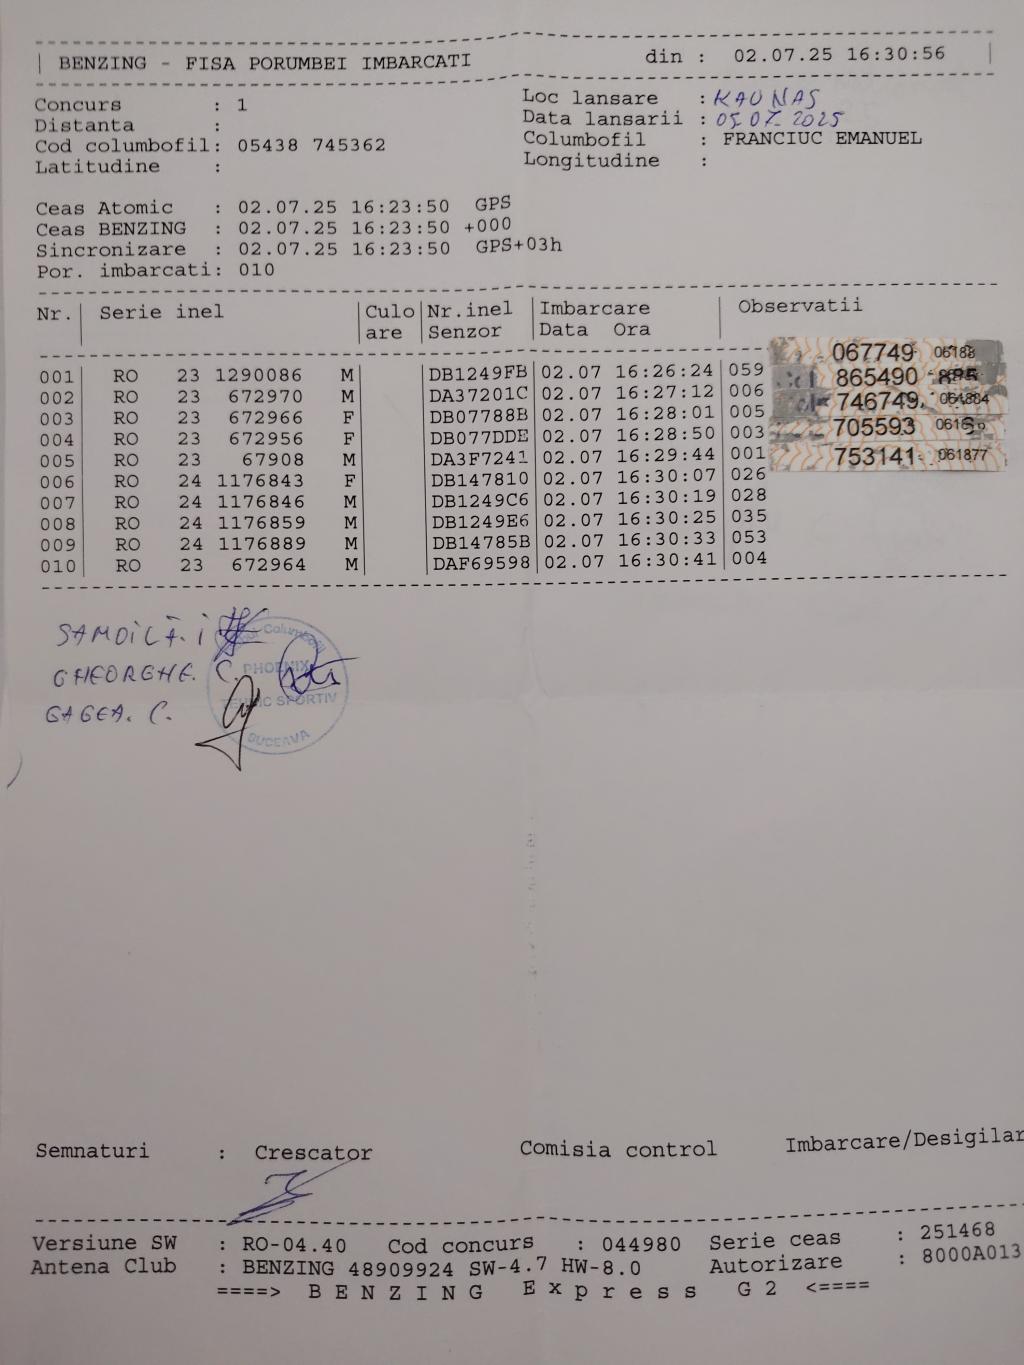 BENZING - FISA PORUMBEI IMBARCATI din : 02.07.25 16:30:56
Concurs : 1 Loc lansare : KAUNAS
Distanta : Data lansarii : 05.07.2025
Cod columbofil: 05438 745362 Columbofil : FRANCIUC EMANUEL
Latitudine : Longitudine :
Ceas Atomic : 02.07.25 16:23:50 GPS
Ceas BENZING : 02.07.25 16:23:50 +000
Sincronizare : 02.07.25 16:23:50 GPS+03h
Por. imbarcati: 010
Nr. Serie inel Culo Nr.inel Imbarcare Observatii
are Senzor Data Ora
001 RO 23 1290086 M DB1249FB 02.07 16:26:24 059 067749 06188
002 RO 23 672970 M DA37201C 02.07 16:27:12 006 865490
003 RO 23 672966 F DB07788B 02.07 16:28:01 005 746749
004 RO 23 672956 F DB077DDE 02.07 16:28:50 003 705593
005 RO 23 67908 M DA3F7241 02.07 16:29:44 001 753141 061877
006 RO 24 1176843 F DB147810 02.07 16:30:07 026
007 RO 24 1176846 M DB1249C6 02.07 16:30:19 028
008 RO 24 1176859 M DB1249E6 02.07 16:30:25 035
009 RO 24 1176889 M DB14785B 02.07 16:30:33 053
010 RO 23 672964 M DAF69598 02.07 16:30:41 004
SAMOILĂ. I
GHEORGHE. C.
GAGEA. C.
PHOENIX
SPORTIV
SUCEAVA
Semnaturi : Crescator Comisia control Imbarcare/Desigilar
Versiune SW : RO-04.40 Cod concurs : 044980 Serie ceas : 251468
Antena Club : BENZING 48909924 SW-4.7 HW-8.0 Autorizare : 8000A013
====> B E N Z I N G E x p r e s s G 2 <====